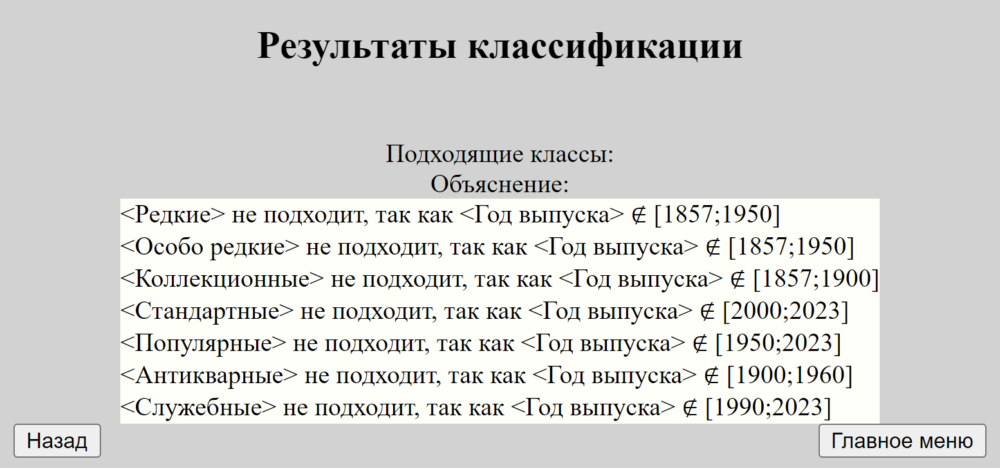 Результаты классификации
Подходящие классы:
Объяснение:
<Редкие> не подходит, так как <Год выпуска> ∉ [1857;1950]
<Особо редкие> не подходит, так как <Год выпуска> ∉ [1857;1950]
<Коллекционные> не подходит, так как <Год выпуска> ∉ [1857;1900]
<Стандартные> не подходит, так как <Год выпуска> ∉ [2000;2023]
<Популярные> не подходит, так как <Год выпуска> ∉ [1950;2023]
<Антикварные> не подходит, так как <Год выпуска> ∉ [1900;1960]
<Служебные> не подходит, так как <Год выпуска> ∉ [1990;2023]
Назад
Главное меню